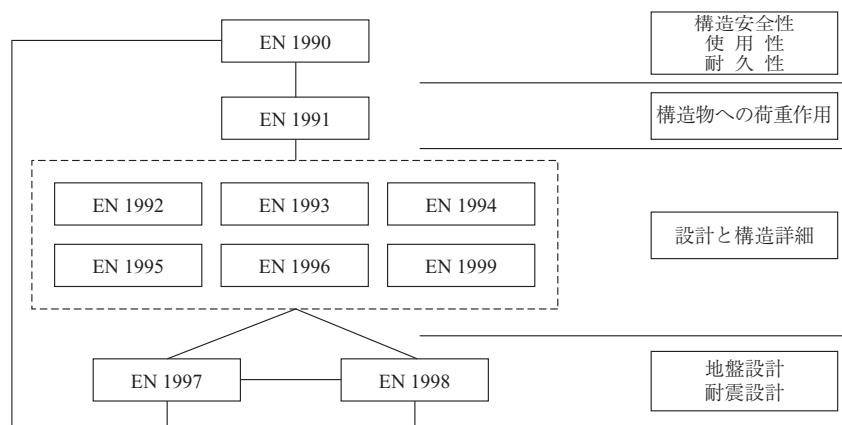 EN 1990
構造安全性
使 用 性
耐 久 性
EN 1991
構造物への荷重作用
EN 1992
EN 1993
EN 1994
設計と構造詳細
EN 1995
EN 1996
EN 1999
EN 1997
EN 1998
地盤設計
耐震設計